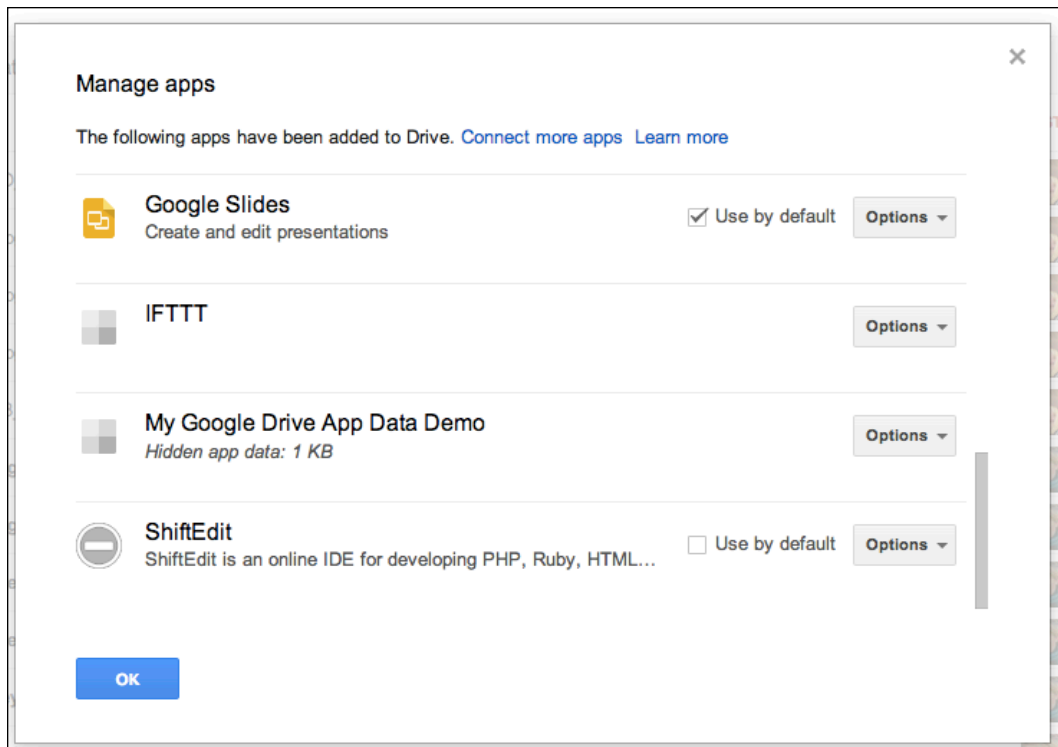 Manage apps
The following apps have been added to Drive. Connect more apps Learn more
Google Slides
Create and edit presentations
Use by default
Options
IFTTT
Options
My Google Drive App Data Demo
Hidden app data: 1 KB
Options
ShiftEdit
ShiftEdit is an online IDE for developing PHP, Ruby, HTML...
Use by default
Options
OK